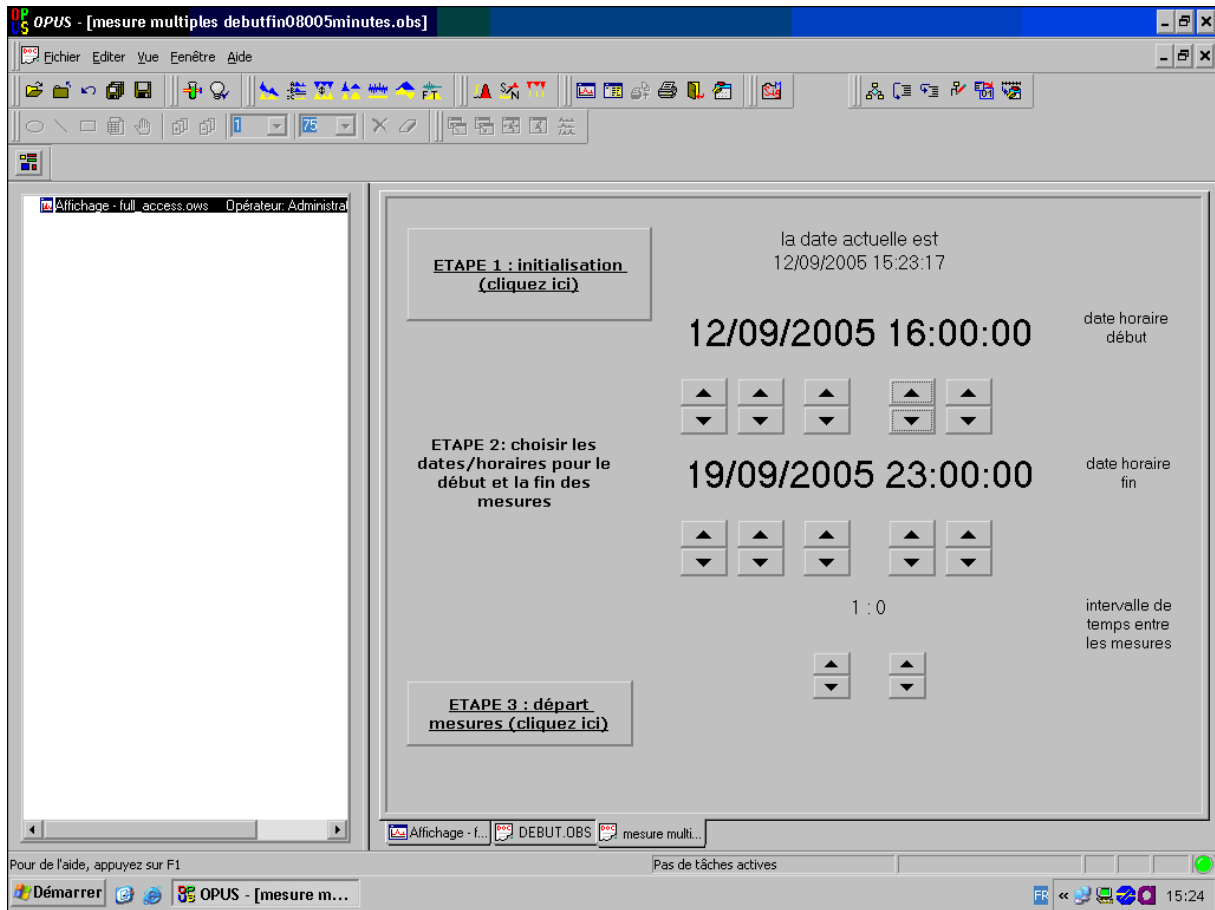 OPUS - [mesure multiples debutfin08005minutes.obs]
Fichier Editer Vue Fenêtre Aide
1 75
Affichage - full_access.ows Opérateur: Administrat
ETAPE 1 : initialisation
(cliquez ici)
la date actuelle est
12/09/2005 15:23:17
12/09/2005 16:00:00
date horaire
début
ETAPE 2: choisir les
dates/horaires pour le
début et la fin des
mesures
19/09/2005 23:00:00
date horaire
fin
1 : 0
intervalle de
temps entre
les mesures
ETAPE 3 : départ
mesures (cliquez ici)
Affichage - f... DEBUT.OBS mesure multi...
Pour de l'aide, appuyez sur F1
Pas de tâches actives
Démarrer
OPUS - [mesure m...
FR « 15:24